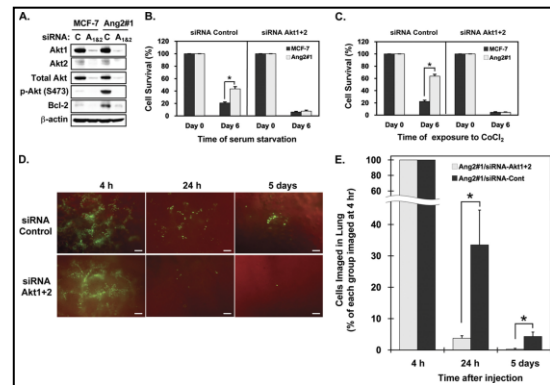 A.
MCF-7 Ang2#1
siRNA: C A1&2 C A1&2
Akt1
Akt2
Total Akt
p-Akt (S473)
Bcl-2
β-actin
B.
siRNA Control siRNA Akt1+2
MCF-7
Ang2#1
Cell Survival (%)
120
100
80
60
40
20
0
*
Day 0 Day 6 Day 0 Day 6
Time of serum starvation
C.
siRNA Control siRNA Akt1+2
MCF-7
Ang2#1
Cell Survival (%)
120
100
80
60
40
20
0
*
Day 0 Day 6 Day 0 Day 6
Time of exposure to CoCl2
D.
4 h 24 h 5 days
siRNA
Control
siRNA
Akt1+2
E.
Ang2#1/siRNA-Akt1+2
Ang2#1/siRNA-Cont
Cells Imaged in Lung
(% of each group imaged at 4 hr)
100
90
80
40
30
20
10
0
*
*
4 h 24 h 5 days
Time after injection